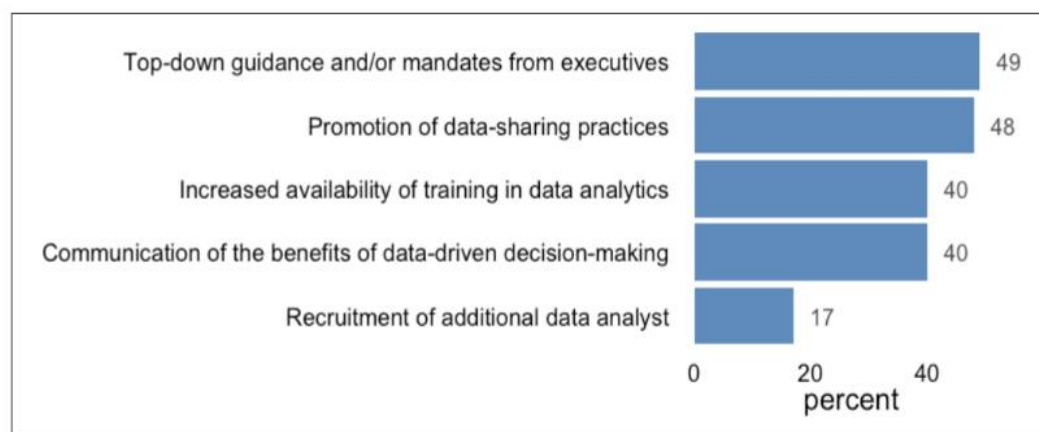 Top-down guidance and/or mandates from executives 49
Promotion of data-sharing practices 48
Increased availability of training in data analytics 40
Communication of the benefits of data-driven decision-making 40
Recruitment of additional data analyst 17
0 20 40
percent